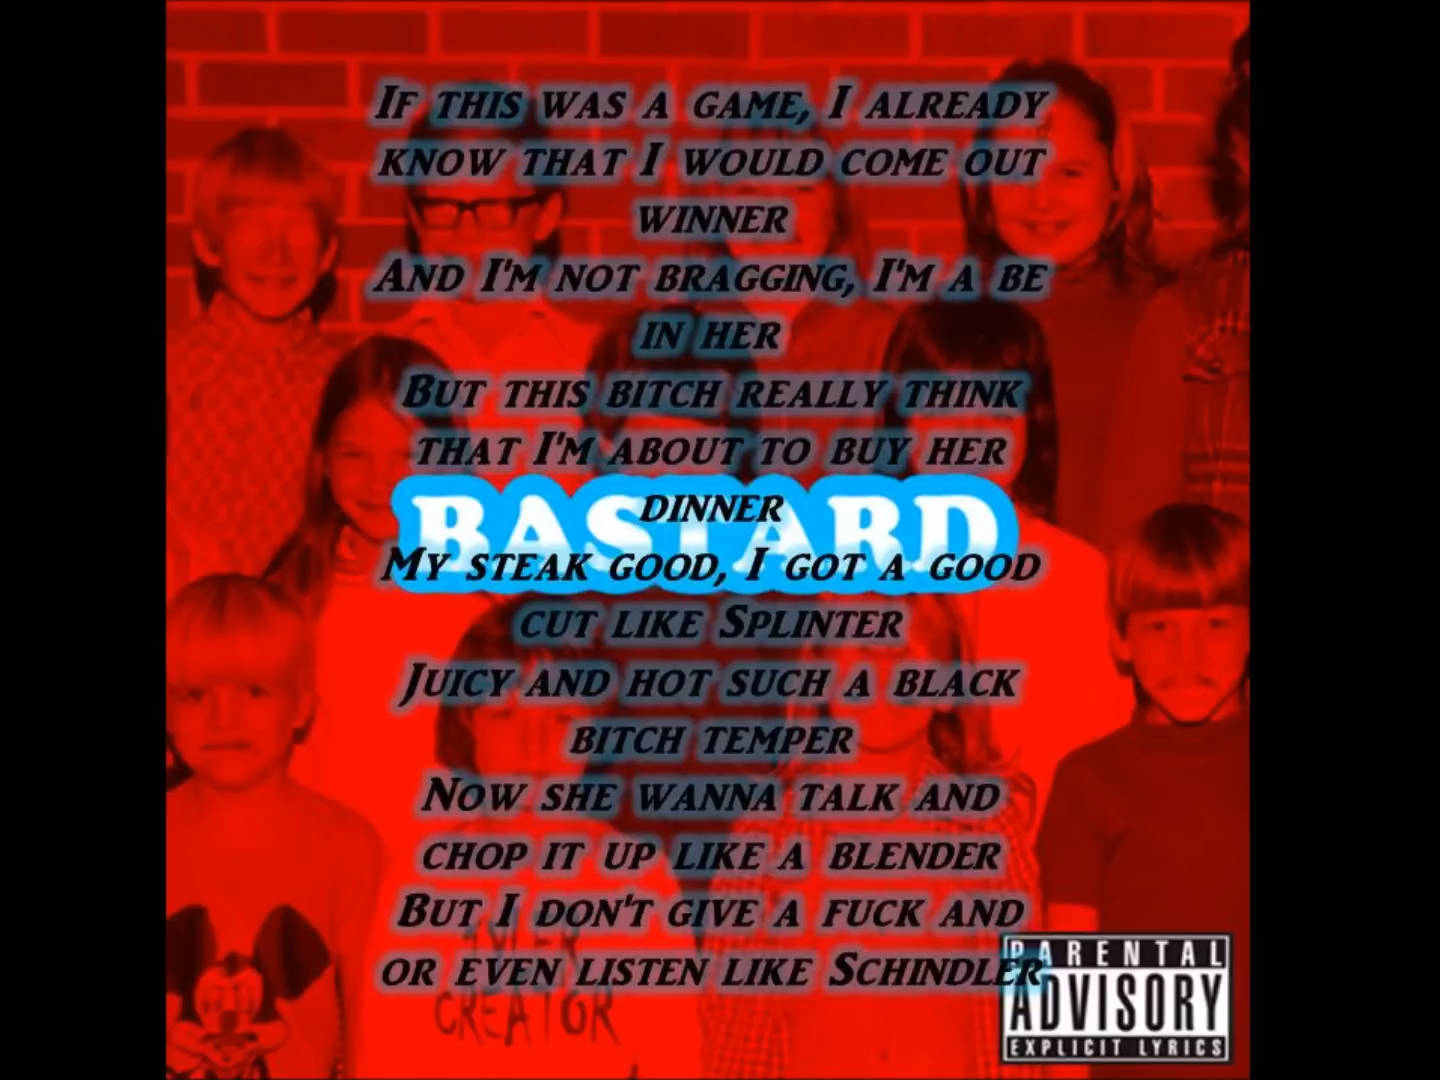 If this was a game, I already
know that I would come out
winner
And I'm not bragging, I'm a be
in her
But this bitch really think
that I'm about to buy her
dinner
BASTARD
My steak good, I got a good
cut like Splinter
Juicy and hot such a black
bitch temper
Now she wanna talk and
chop it up like a blender
But I don't give a fuck and
or even listen like Schindler
TYLER
CREATOR
PARENTAL
ADVISORY
EXPLICIT LYRICS